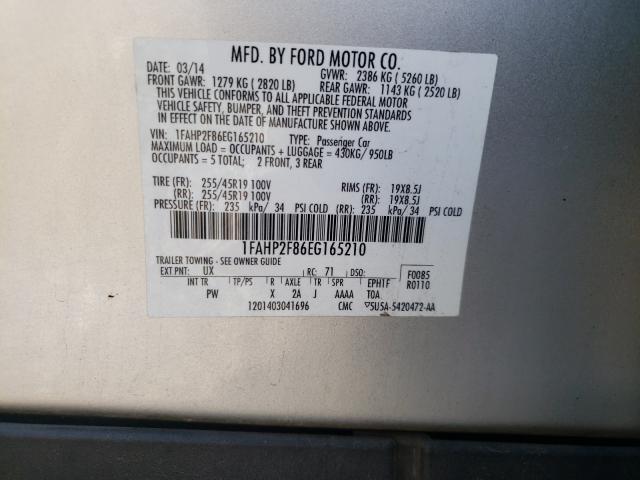 MFD. BY FORD MOTOR CO.
DATE: 03/14 GVWR: 2386 KG ( 5260 LB)
FRONT GAWR: 1279 KG ( 2820 LB) REAR GAWR: 1143 KG ( 2520 LB)
THIS VEHICLE CONFORMS TO ALL APPLICABLE FEDERAL MOTOR
VEHICLE SAFETY, BUMPER, AND THEFT PREVENTION STANDARDS
IN EFFECT ON THE DATE OF MANUFACTURE SHOWN ABOVE.
VIN: 1FAHP2F86EG165210 TYPE: Passenger Car
MAXIMUM LOAD = OCCUPANTS + LUGGAGE = 430KG/ 950LB
OCCUPANTS = 5 TOTAL; 2 FRONT, 3 REAR
TIRE (FR): 255/45R19 100V RIMS (FR): 19X8.5J
(RR): 255/45R19 100V (RR): 19X8.5J
PRESSURE (FR): 235 kPa/ 34 PSI COLD (RR): 235 kPa/ 34 PSI COLD
1FAHP2F86EG165210
TRAILER TOWING - SEE OWNER GUIDE
EXT PNT: UX RC: 71 DSO: F0085
INT TR TP/PS R AXLE TR SPR EPH1F R0110
PW X 2A J AAAA TOA
1201403041696 CMC 5U5A-5420472-AA